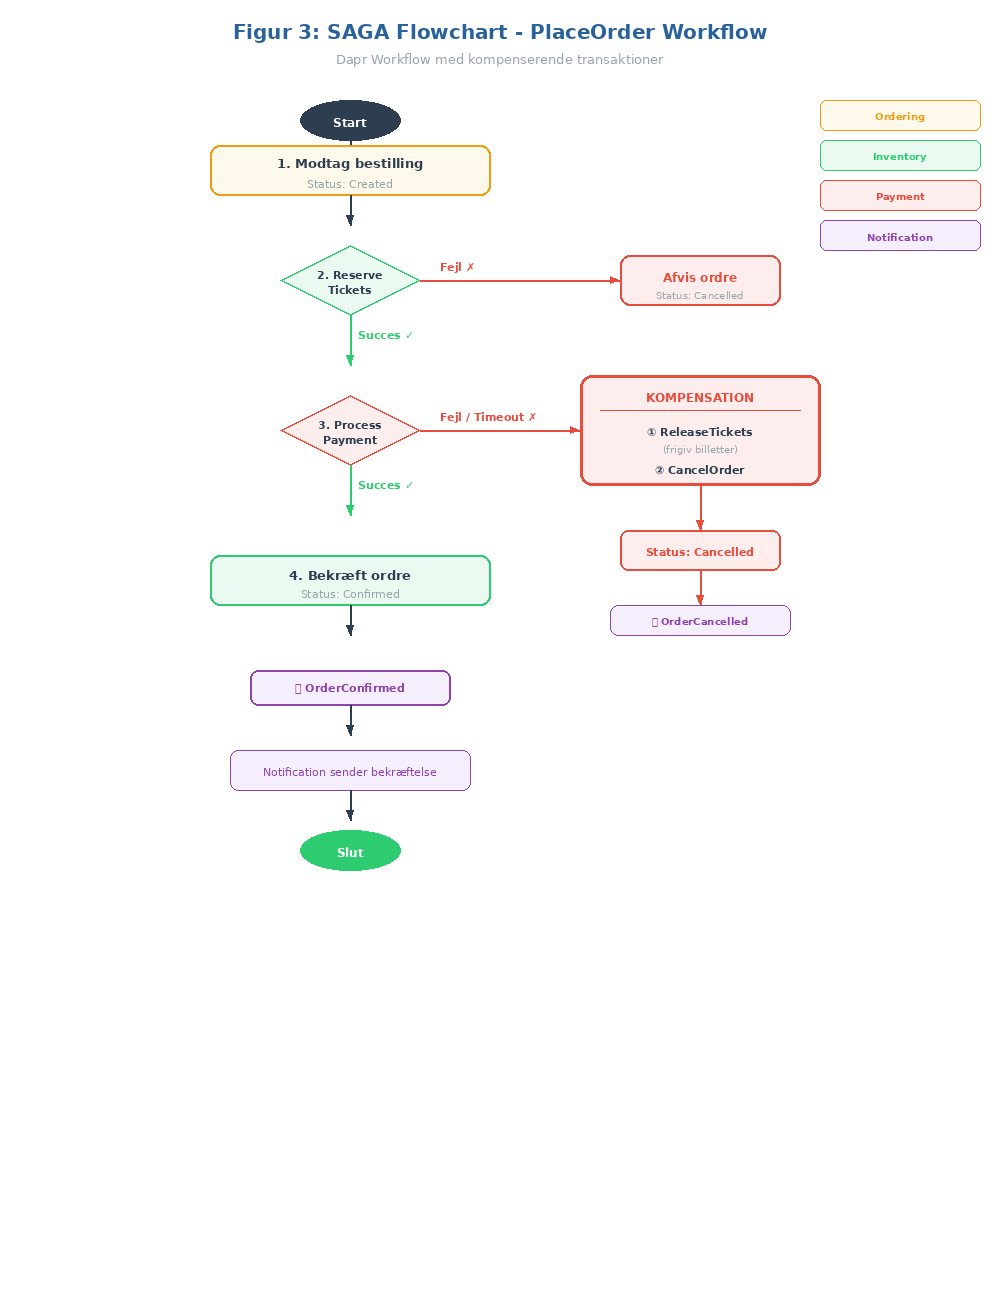 Figur 3: SAGA Flowchart - PlaceOrder Workflow
Dapr Workflow med kompenserende transaktioner
Start
1. Modtag bestilling
Status: Created
Ordering
Inventory
Payment
Notification
2. Reserve
Tickets
Fejl ✗
Afvis ordre
Status: Cancelled
Succes ✓
3. Process
Payment
Fejl / Timeout ✗
KOMPENSATION
① ReleaseTickets
(frigiv billetter)
② CancelOrder
Succes ✓
Status: Cancelled
OrderCancelled
4. Bekræft ordre
Status: Confirmed
OrderConfirmed
Notification sender bekræftelse
Slut